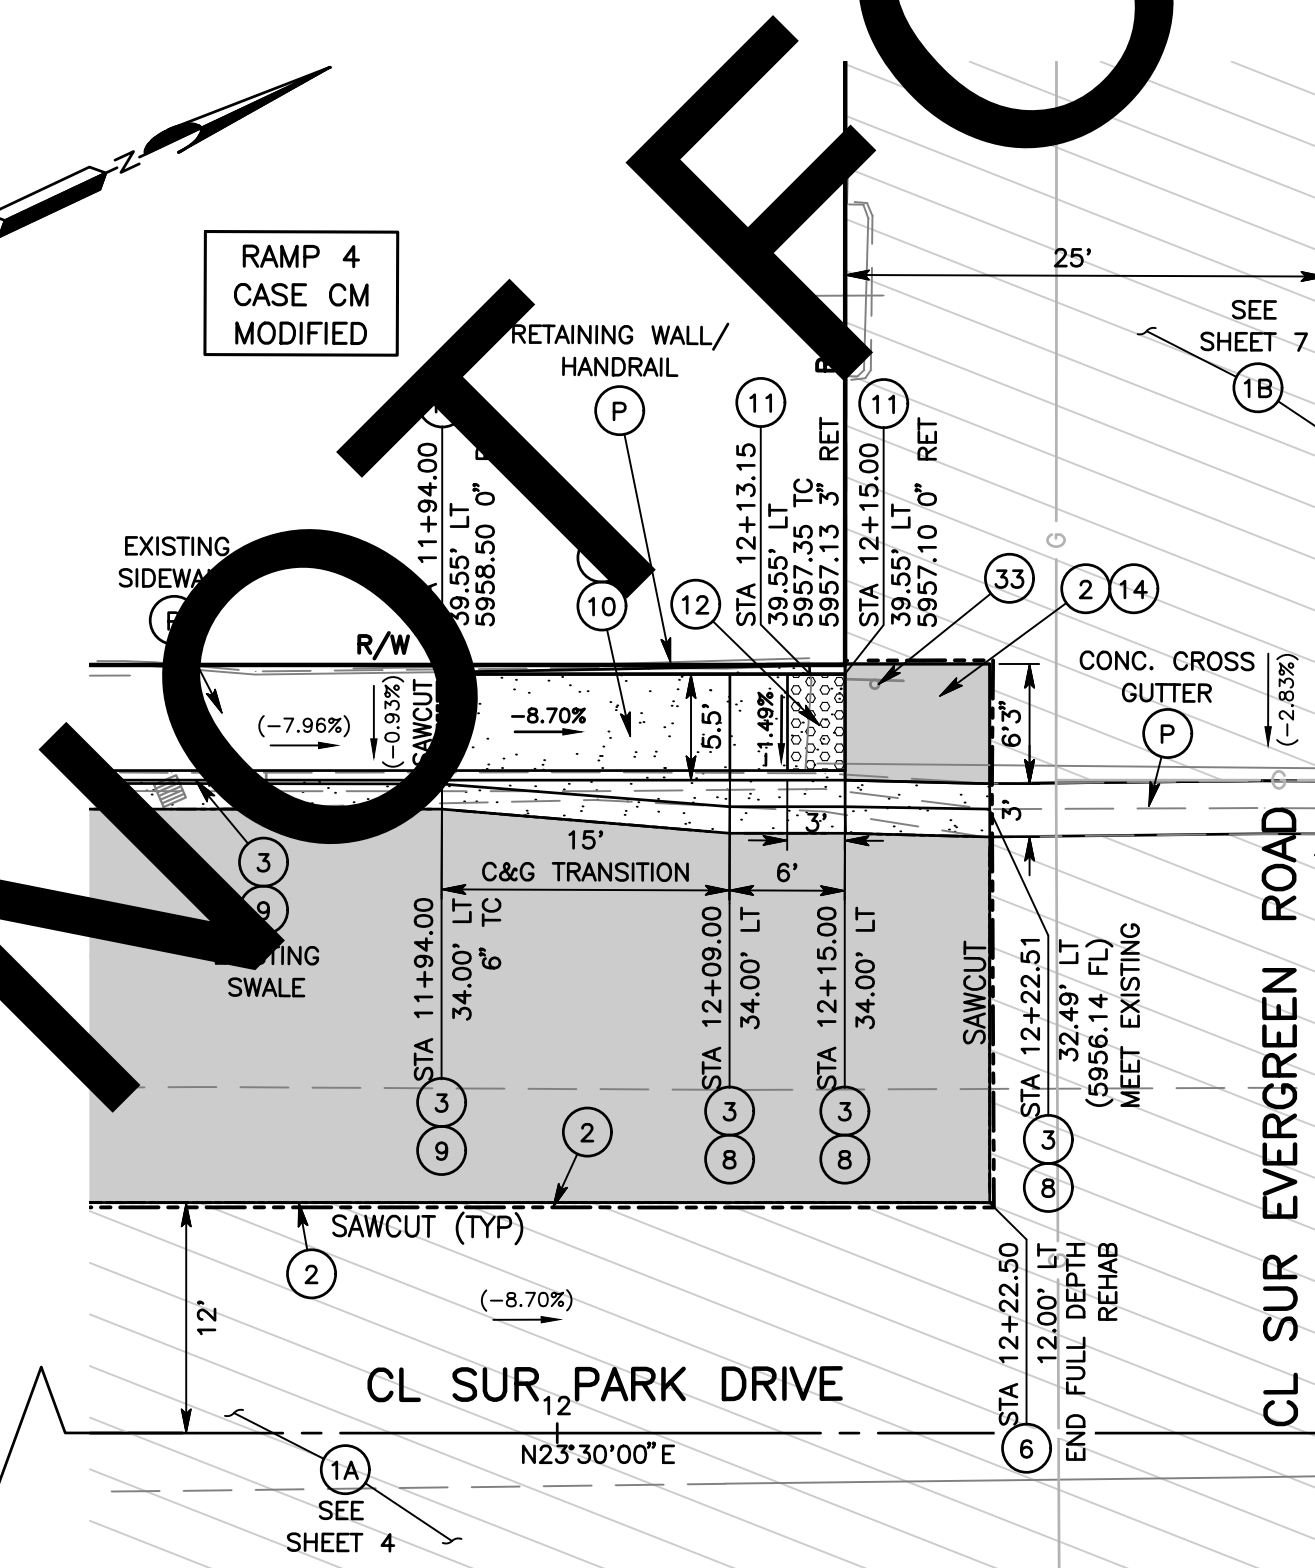 N
RAMP 4
CASE CM
MODIFIED
RETAINING WALL/
HANDRAIL
P
25'
SEE
SHEET 7
1B
11
11
STA 12+13.15
39.55' LT
5957.35 TC
5957.13 3" RET
STA 12+15.00
39.55' LT
5957.10 0" RET
STA 11+94.00
39.55' LT
5958.50 0"
EXISTING
10
12
33
2
14
G
R/W
SAWCUT
(-7.96%)
(-0.93%)
-8.70%
5.5'
-1.49%
6'3"
3'
CONC. CROSS
GUTTER
P
(-2.83%)
G
3
9
SWALE
15'
C&G TRANSITION
3'
6'
STA 11+94.00
34.00' LT
6" TC
3
9
STA 12+09.00
34.00' LT
3
8
STA 12+15.00
34.00' LT
3
8
SAWCUT
STA 12+22.51
32.49' LT
(5956.14 FL)
MEET EXISTING
3
8
2
SAWCUT (TYP)
2
12'
(-8.70%)
STA 12+22.50
12.00' LT
END FULL DEPTH
REHAB
6
G
CL SUR PARK DRIVE
12
N23°30'00"E
1A
SEE
SHEET 4
CL SUR EVERGREEN ROAD
NOT FO